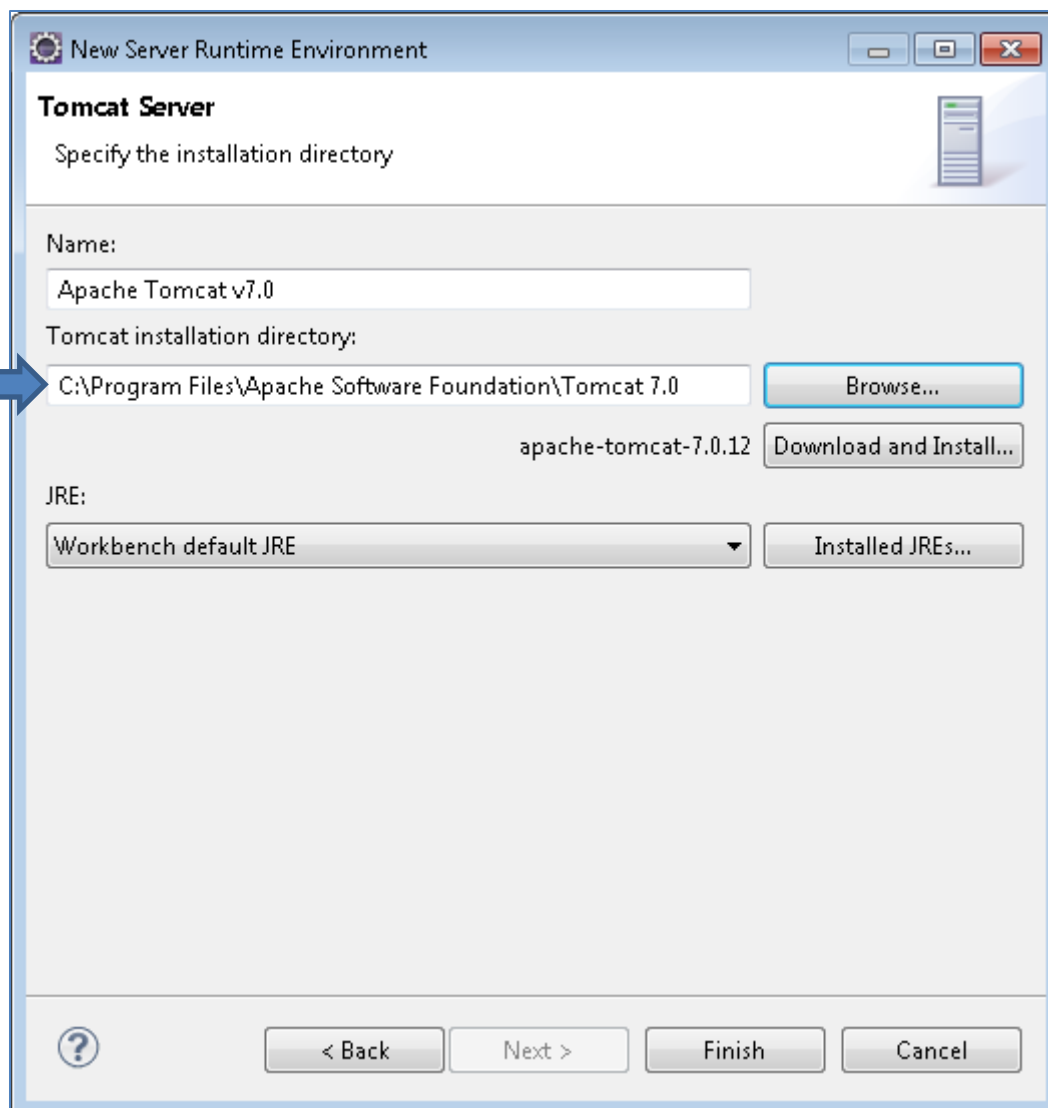 New Server Runtime Environment
Tomcat Server
Specify the installation directory
Name:
Apache Tomcat v7.0
Tomcat installation directory:
C:\Program Files\Apache Software Foundation\Tomcat 7.0 Browse...
apache-tomcat-7.0.12 Download and Install...
JRE:
Workbench default JRE Installed JREs...
? < Back Next > Finish Cancel